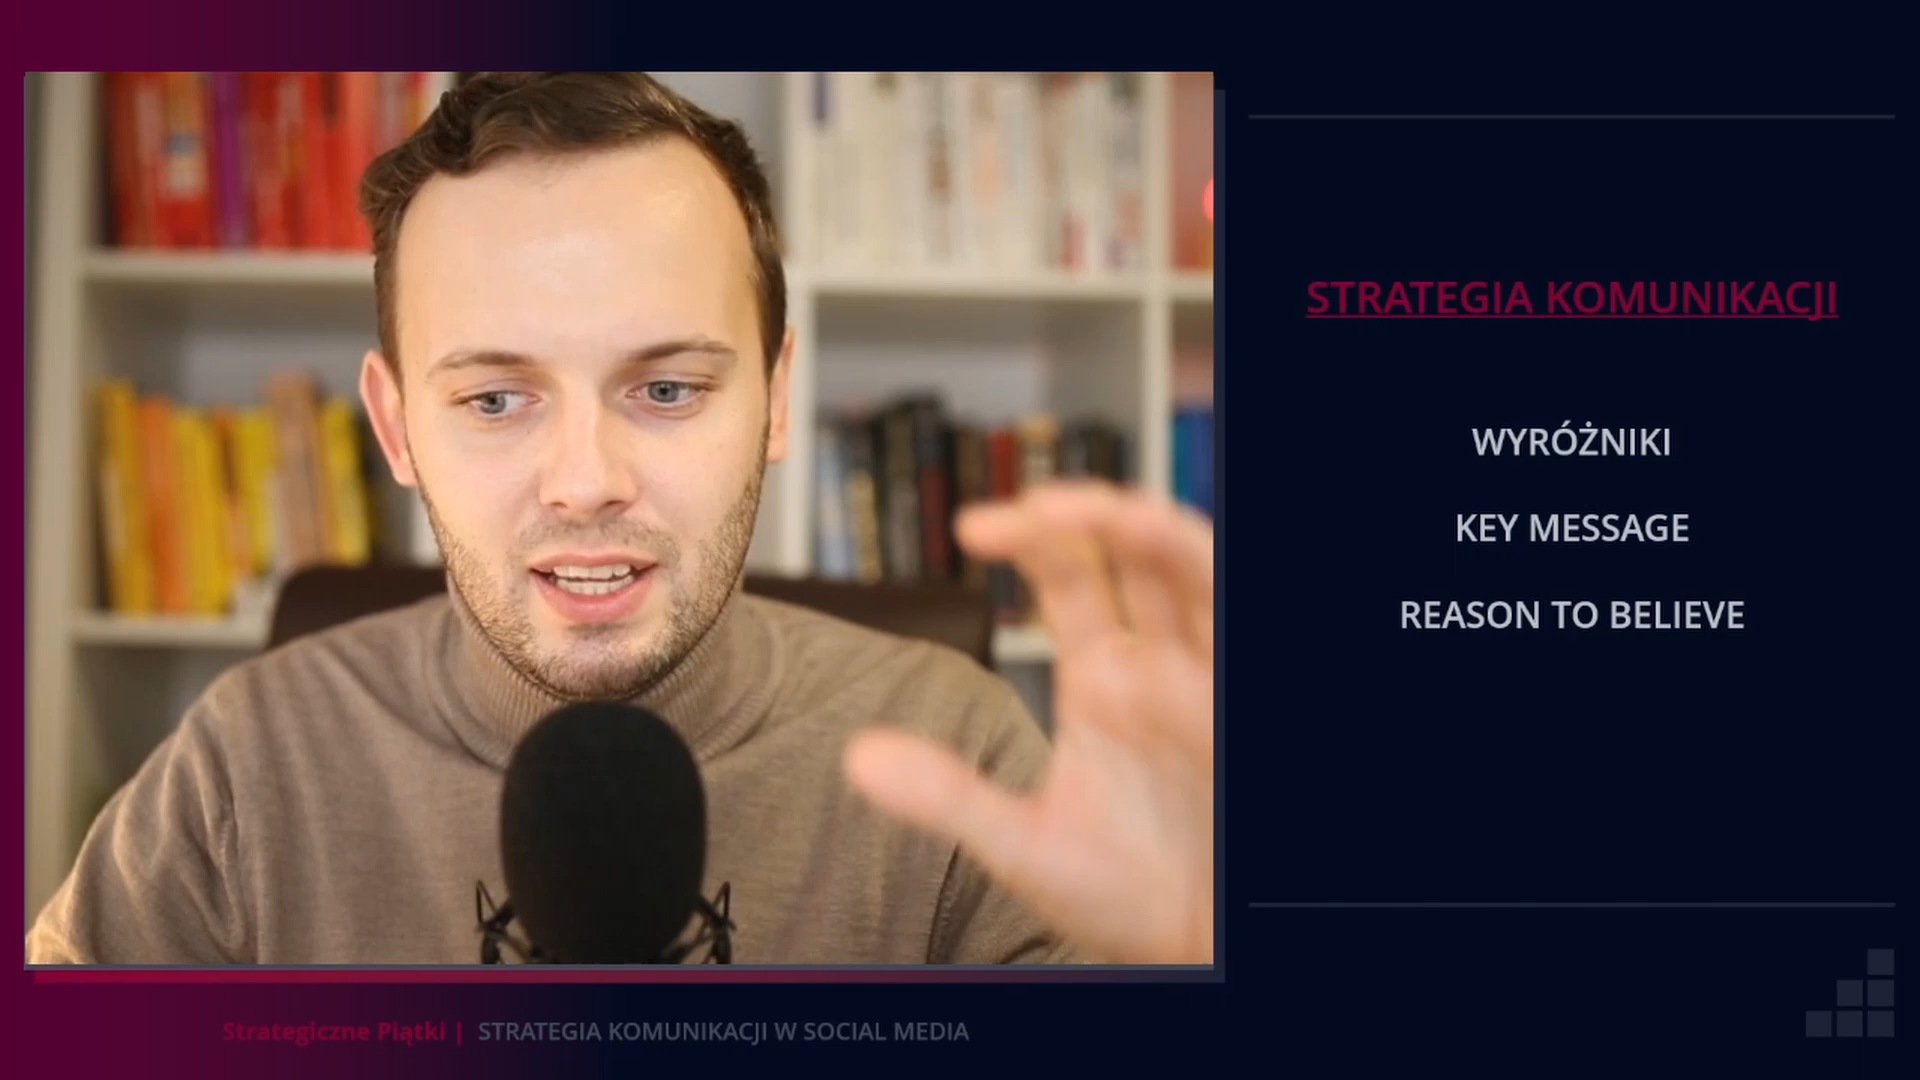 STRATEGIA KOMUNIKACJI
WYRÓŻNIKI
KEY MESSAGE
REASON TO BELIEVE
Strategiczne Piątki | STRATEGIA KOMUNIKACJI W SOCIAL MEDIA